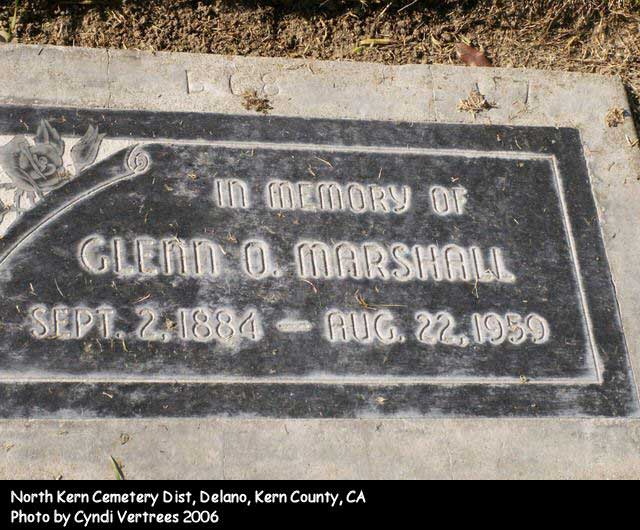 IN MEMORY OF
GLENN O. MARSHALL
SEPT. 2, 1884 — AUG. 22, 1959
North Kern Cemetery Dist, Delano, Kern County, CA
Photo by Cyndi Vertrees 2006